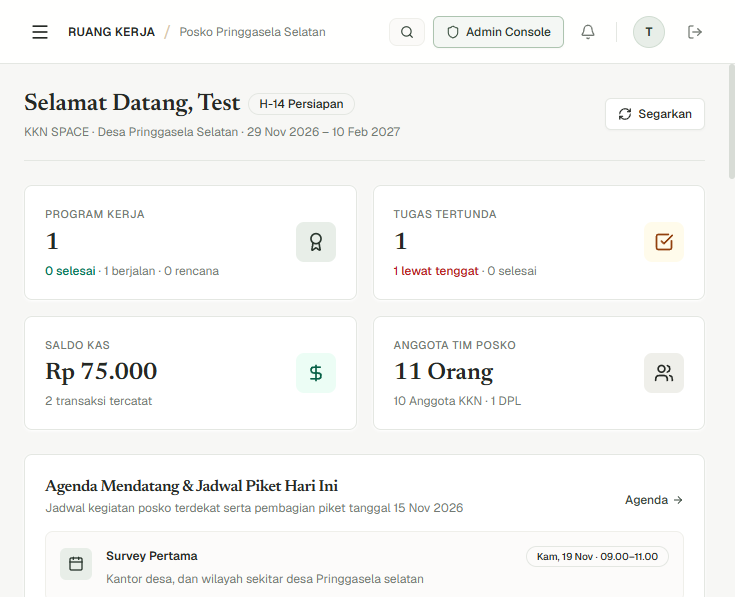 RUANG KERJA / Posko Pringgasela Selatan
Admin Console
T
Selamat Datang, Test
H-14 Persiapan
KKN SPACE · Desa Pringgasela Selatan · 29 Nov 2026 – 10 Feb 2027
Segarkan
PROGRAM KERJA
1
0 selesai · 1 berjalan · 0 rencana
TUGAS TERTUNDA
1
1 lewat tenggat · 0 selesai
SALDO KAS
Rp 75.000
2 transaksi tercatat
ANGGOTA TIM POSKO
11 Orang
10 Anggota KKN · 1 DPL
Agenda Mendatang & Jadwal Piket Hari Ini
Jadwal kegiatan posko terdekat serta pembagian piket tanggal 15 Nov 2026
Agenda →
Survey Pertama
Kam, 19 Nov · 09.00–11.00
Kantor desa, dan wilayah sekitar desa Pringgasela selatan